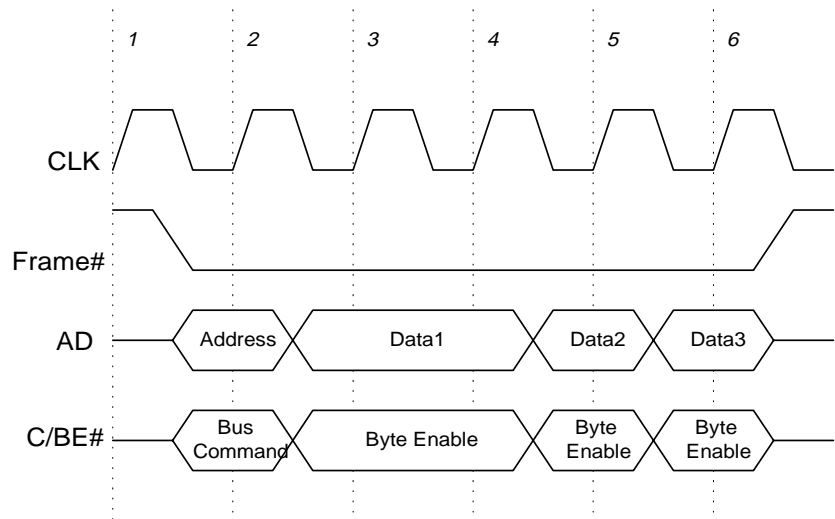 1 2 3 4 5 6
CLK
Frame#
AD Address Data1 Data2 Data3
C/BE# Bus Command Byte Enable Byte Enable Byte Enable